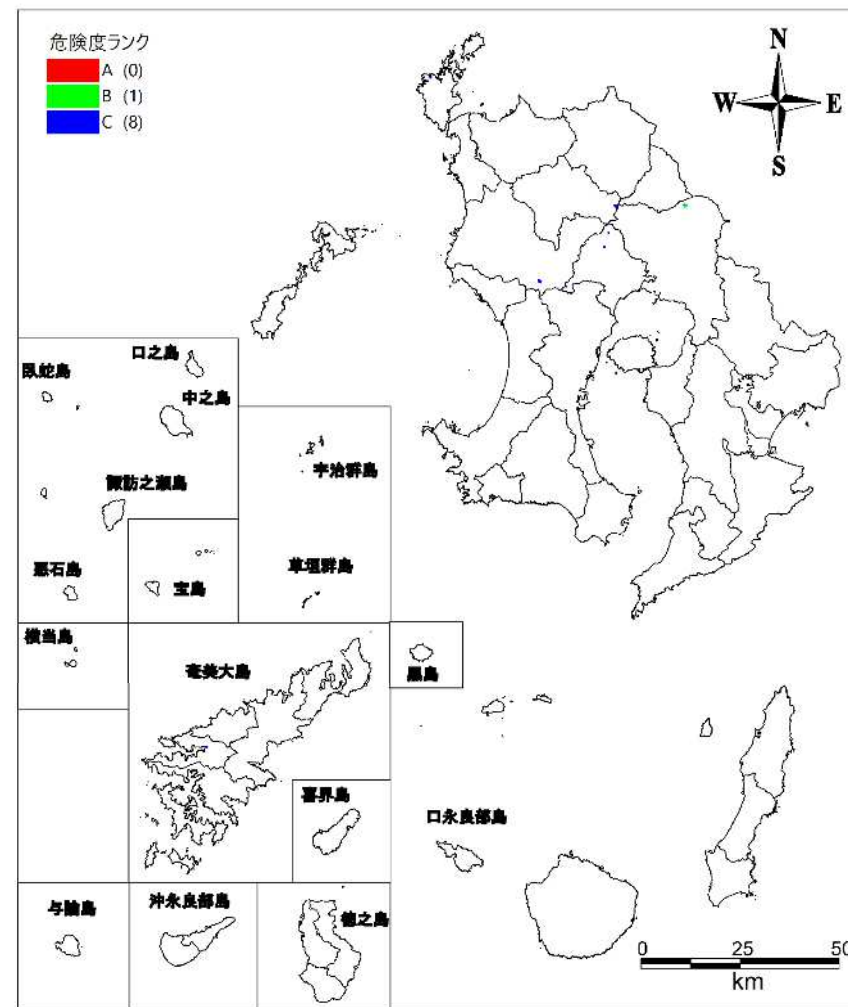 危険度ランク
A (0)
B (1)
C (8)
N
W E
S
口之島
臥蛇島
中之島
宇治群島
諏訪之瀬島
悪石島
宝島
草垣群島
横当島
奄美大島
黒島
喜界島
口永良部島
与論島
沖永良部島
徳之島
0 25 50
km